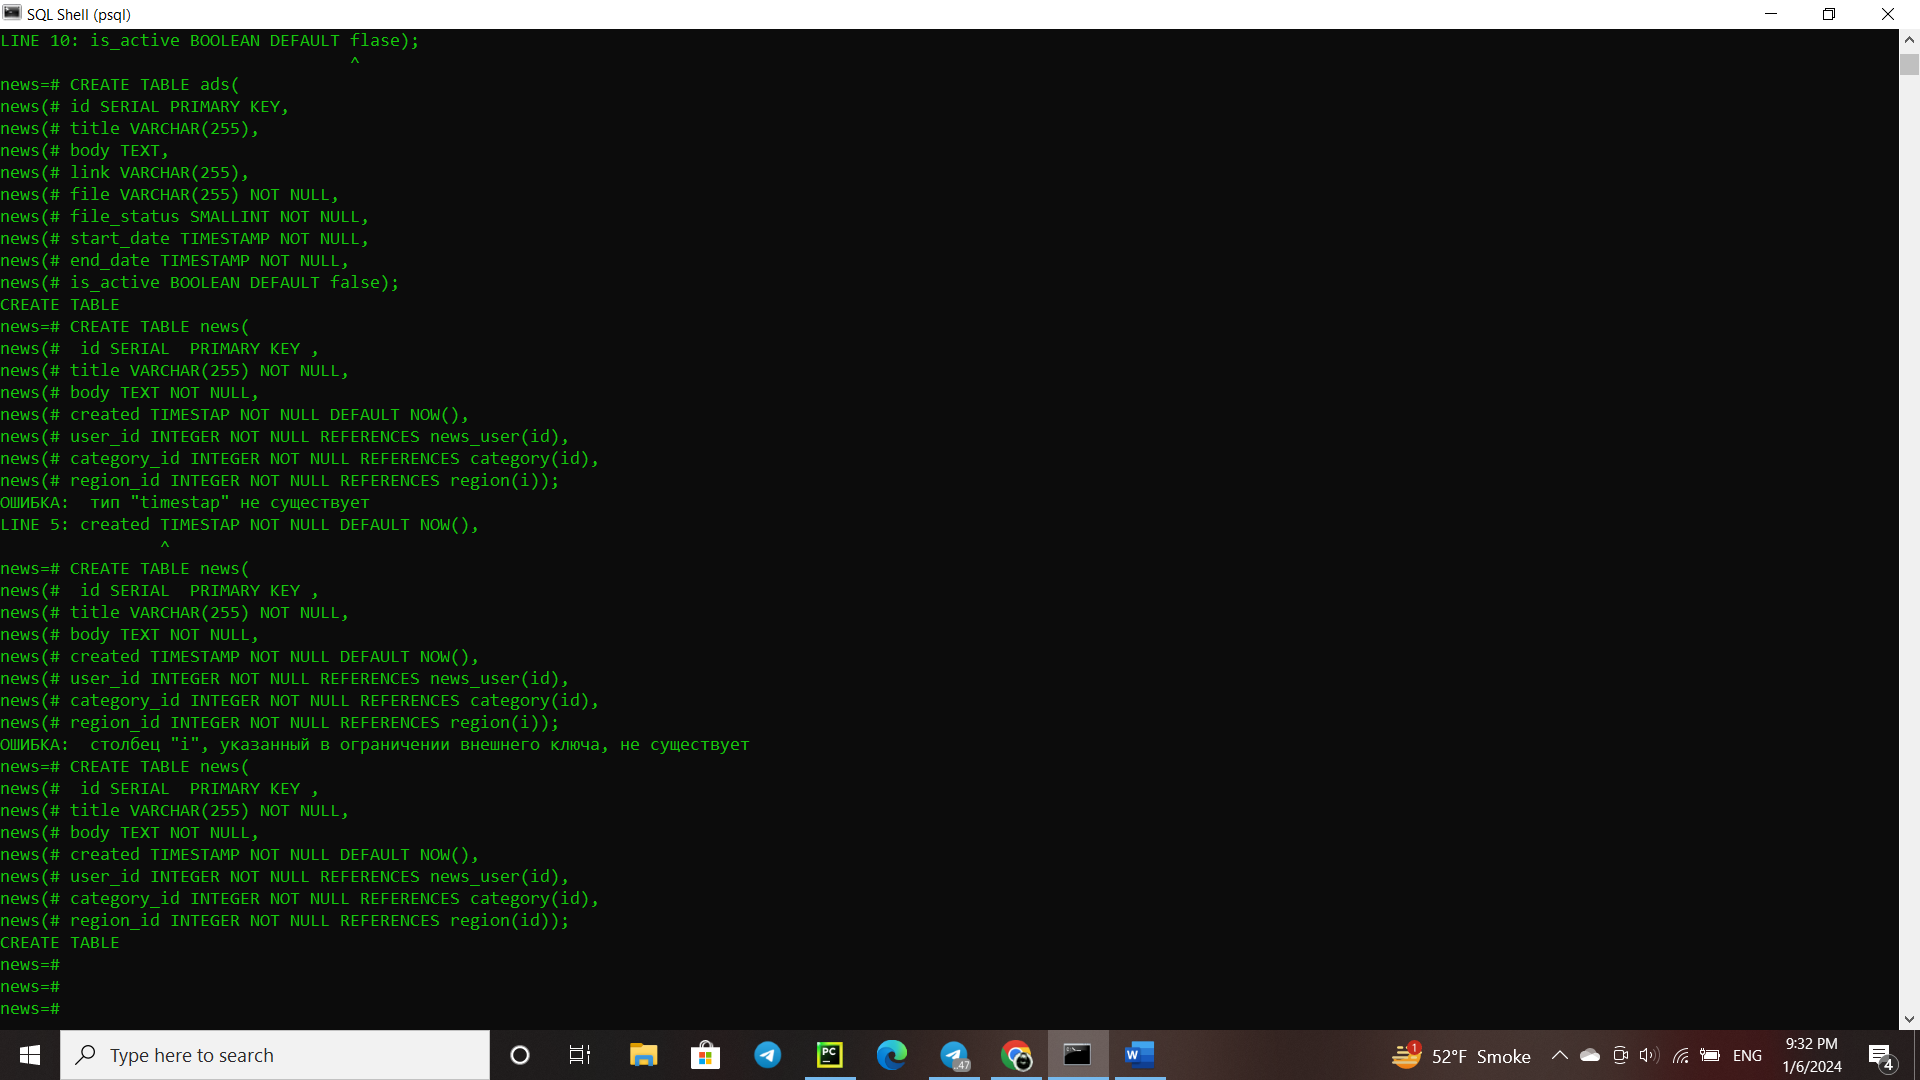 SQL Shell (psql)
LINE 10: is_active BOOLEAN DEFAULT flase);
^
news=# CREATE TABLE ads(
news(# id SERIAL PRIMARY KEY,
news(# title VARCHAR(255),
news(# body TEXT,
news(# link VARCHAR(255),
news(# file VARCHAR(255) NOT NULL,
news(# file_status SMALLINT NOT NULL,
news(# start_date TIMESTAMP NOT NULL,
news(# end_date TIMESTAMP NOT NULL,
news(# is_active BOOLEAN DEFAULT false);
CREATE TABLE
news=# CREATE TABLE news(
news(#  id SERIAL  PRIMARY KEY ,
news(# title VARCHAR(255) NOT NULL,
news(# body TEXT NOT NULL,
news(# created TIMESTAP NOT NULL DEFAULT NOW(),
news(# user_id INTEGER NOT NULL REFERENCES news_user(id),
news(# category_id INTEGER NOT NULL REFERENCES category(id),
news(# region_id INTEGER NOT NULL REFERENCES region(i));
ОШИБКА:  тип "timestap" не существует
LINE 5: created TIMESTAP NOT NULL DEFAULT NOW(),
^
news=# CREATE TABLE news(
news(#  id SERIAL  PRIMARY KEY ,
news(# title VARCHAR(255) NOT NULL,
news(# body TEXT NOT NULL,
news(# created TIMESTAMP NOT NULL DEFAULT NOW(),
news(# user_id INTEGER NOT NULL REFERENCES news_user(id),
news(# category_id INTEGER NOT NULL REFERENCES category(id),
news(# region_id INTEGER NOT NULL REFERENCES region(i));
ОШИБКА:  столбец "i", указанный в ограничении внешнего ключа, не существует
news=# CREATE TABLE news(
news(#  id SERIAL  PRIMARY KEY ,
news(# title VARCHAR(255) NOT NULL,
news(# body TEXT NOT NULL,
news(# created TIMESTAMP NOT NULL DEFAULT NOW(),
news(# user_id INTEGER NOT NULL REFERENCES news_user(id),
news(# category_id INTEGER NOT NULL REFERENCES category(id),
news(# region_id INTEGER NOT NULL REFERENCES region(id));
CREATE TABLE
news=#
news=#
news=#
Type here to search
PC
..47
W
1
52°F Smoke
ENG
9:32 PM
1/6/2024
4